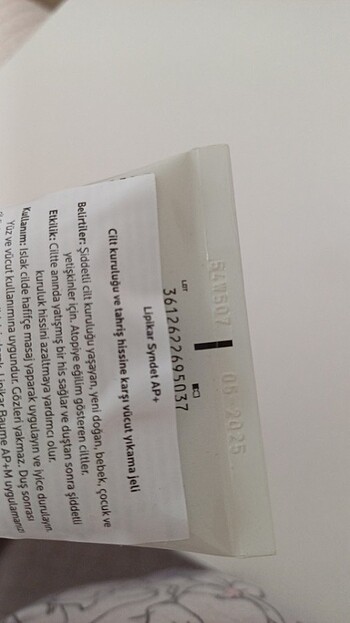 54W507 06 2025
LOT
3612622695037
Lipikar Syndet AP+
Cilt kuruluğu ve tahriş hissine karşı vücut yıkama jeli
Belirtiler: Şiddetli cilt kuruluğu yaşayan, yeni doğan, bebek, çocuk ve
yetişkinler için. Atopiye eğilim gösteren ciltler.
Etkilik: Ciltte anında yatışmış bir his sağlar ve duştan sonra şiddetli
kuruluk hissini azaltmaya yardımcı olur.
Kullanım: Islak cilde hafifçe masaj yaparak uygulayın ve iyice durulayın.
Yüz ve vücut kullanımına uygundur. Gözleri yakmaz. Duş sonrası
Lipikar Baume AP+M uygulamanızı